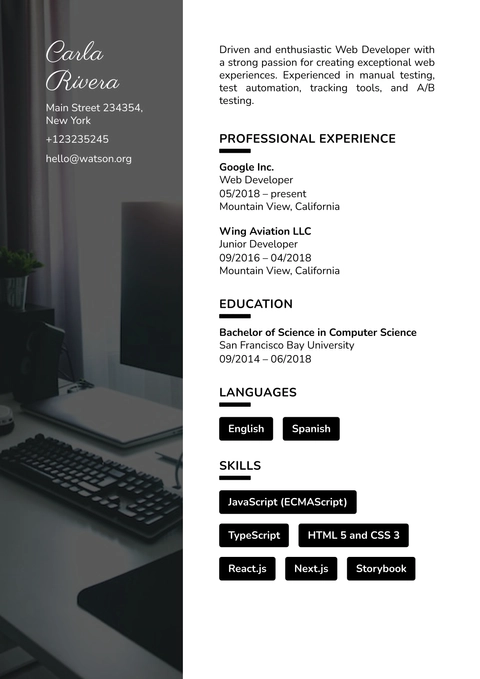 Carla
Rivera
Main Street 234354,
New York
+123235245
hello@watson.org
Driven and enthusiastic Web Developer with
a strong passion for creating exceptional web
experiences. Experienced in manual testing,
test automation, tracking tools, and A/B
testing.
PROFESSIONAL EXPERIENCE
Google Inc.
Web Developer
05/2018 – present
Mountain View, California
Wing Aviation LLC
Junior Developer
09/2016 – 04/2018
Mountain View, California
EDUCATION
Bachelor of Science in Computer Science
San Francisco Bay University
09/2014 – 06/2018
LANGUAGES
English Spanish
SKILLS
JavaScript (ECMAScript)
TypeScript HTML 5 and CSS 3
React.js Next.js Storybook